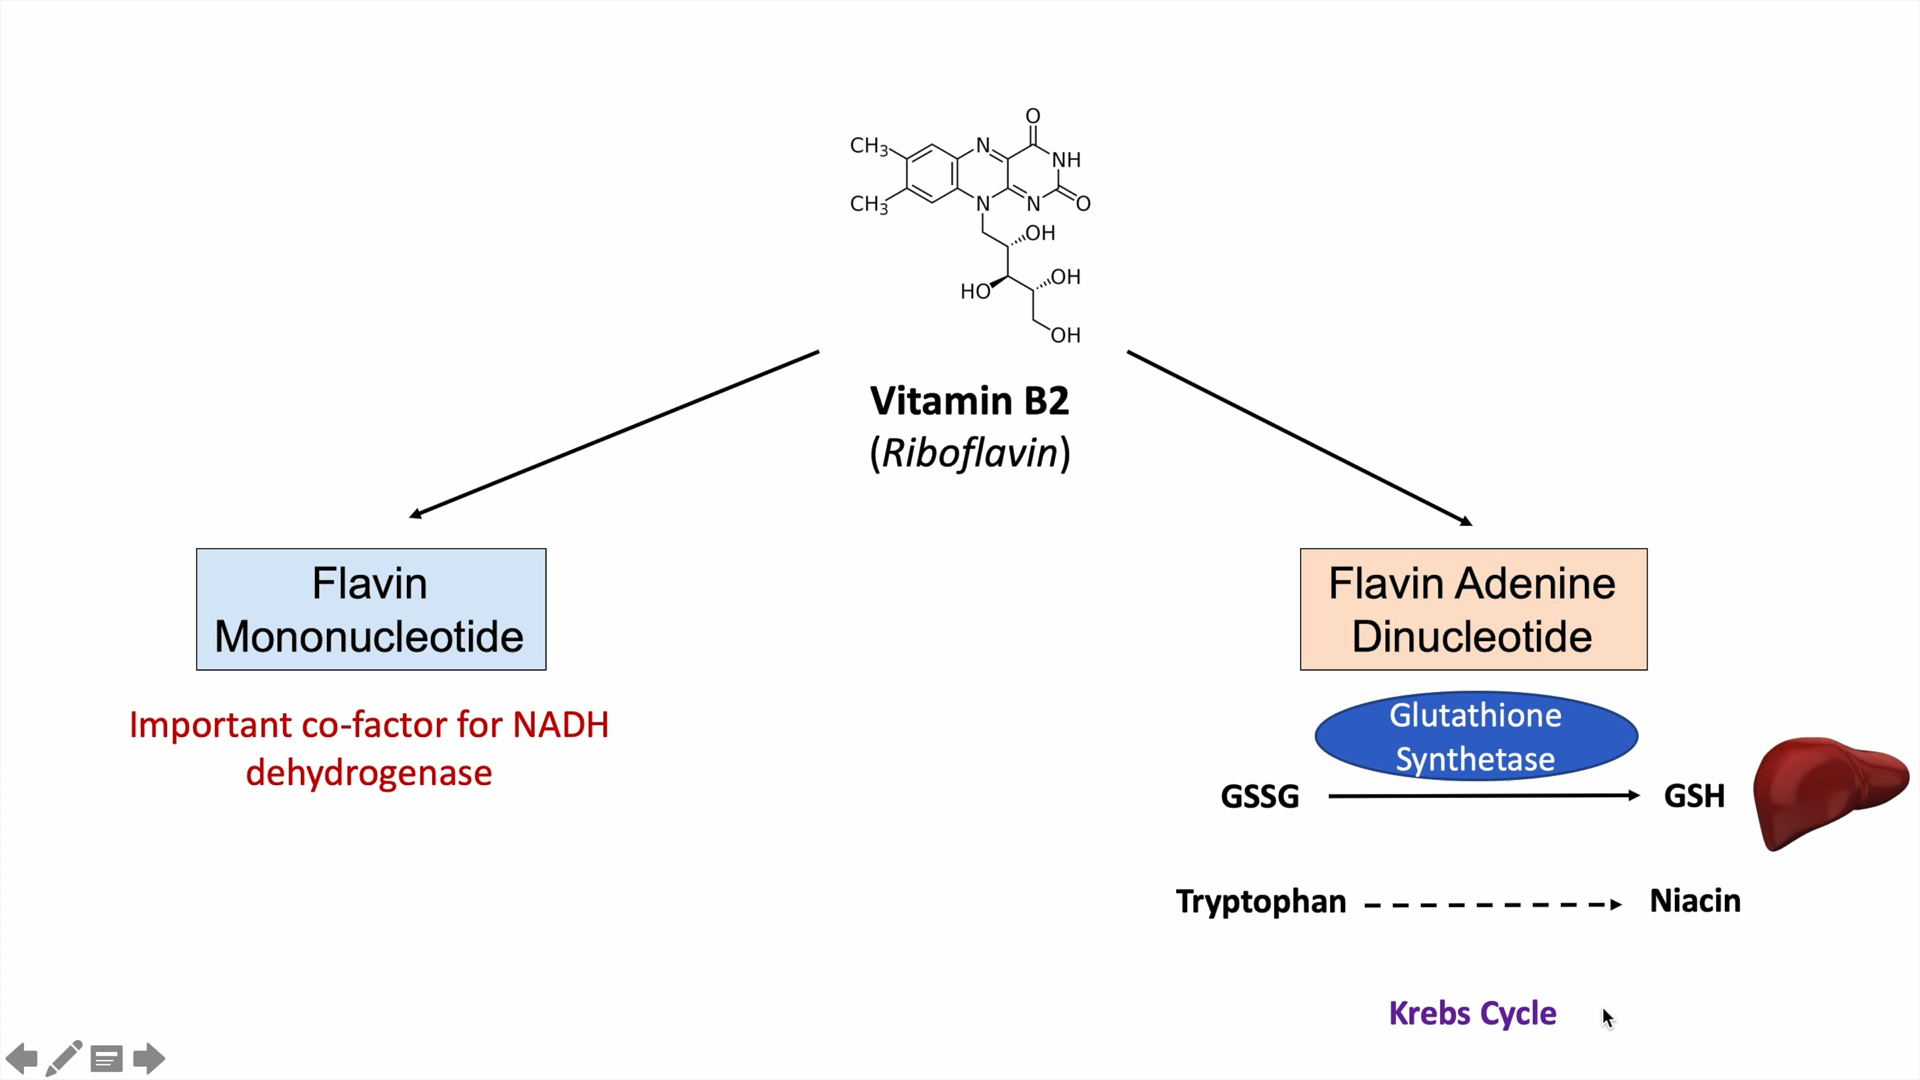 O
CH3
N
NH
CH3
N
N
O
OH
OH
HO
OH
Vitamin B2
(Riboflavin)
Flavin
Mononucleotide
Important co-factor for NADH
dehydrogenase
Flavin Adenine
Dinucleotide
Glutathione
Synthetase
GSSG
GSH
Tryptophan
Niacin
Krebs Cycle